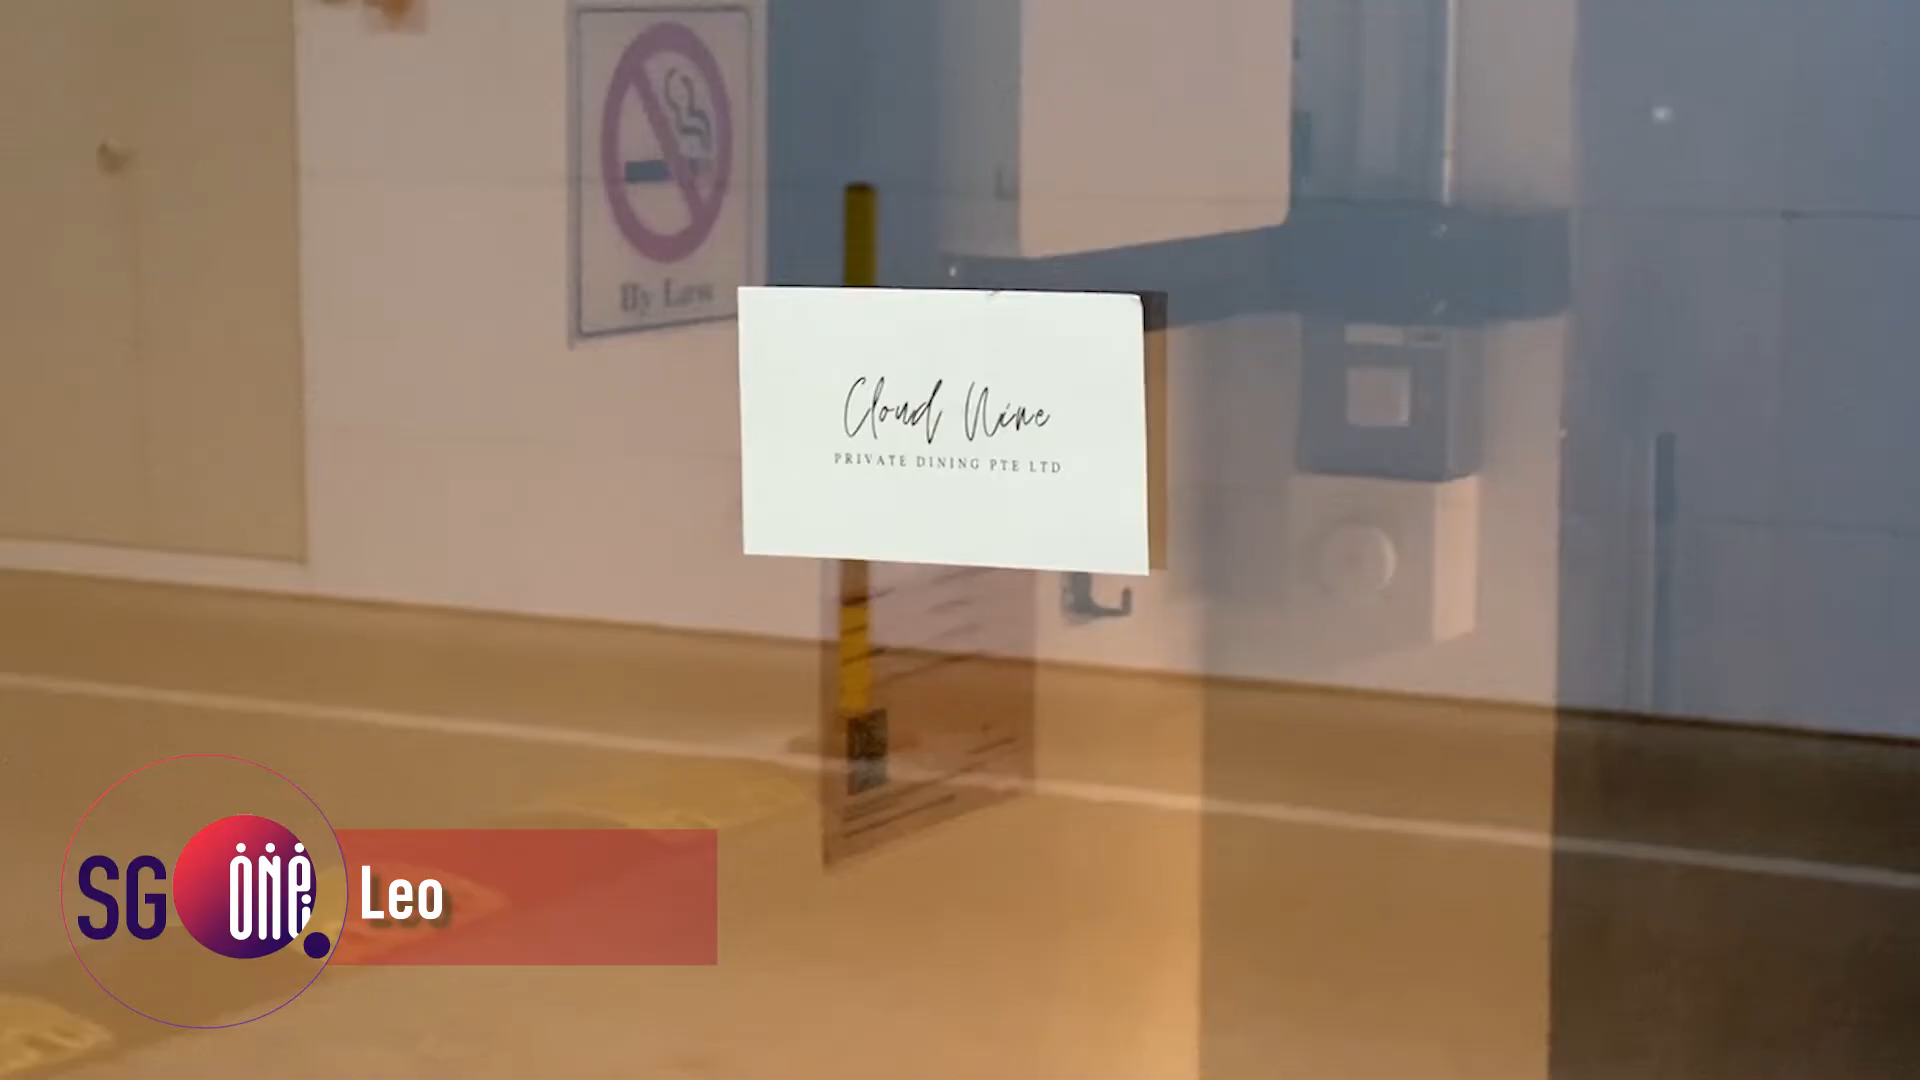 By Law
Cloud Nine
PRIVATE DINING PTE LTD
SG
ONE
Leo